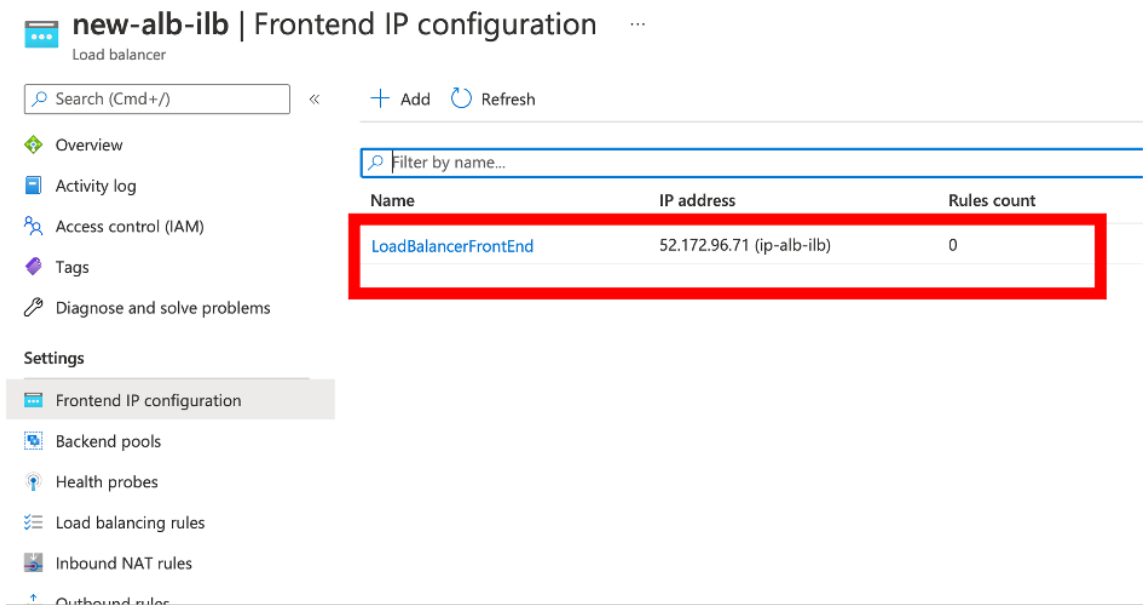 new-alb-ilb | Frontend IP configuration ...
Load balancer
Search (Cmd+/)
«
Add Refresh
Overview
Activity log
Access control (IAM)
Tags
Diagnose and solve problems
Settings
Frontend IP configuration
Backend pools
Health probes
Load balancing rules
Inbound NAT rules
Outbound rules
Filter by name...
Name IP address Rules count
LoadBalancerFrontEnd 52.172.96.71 (ip-alb-ilb) 0